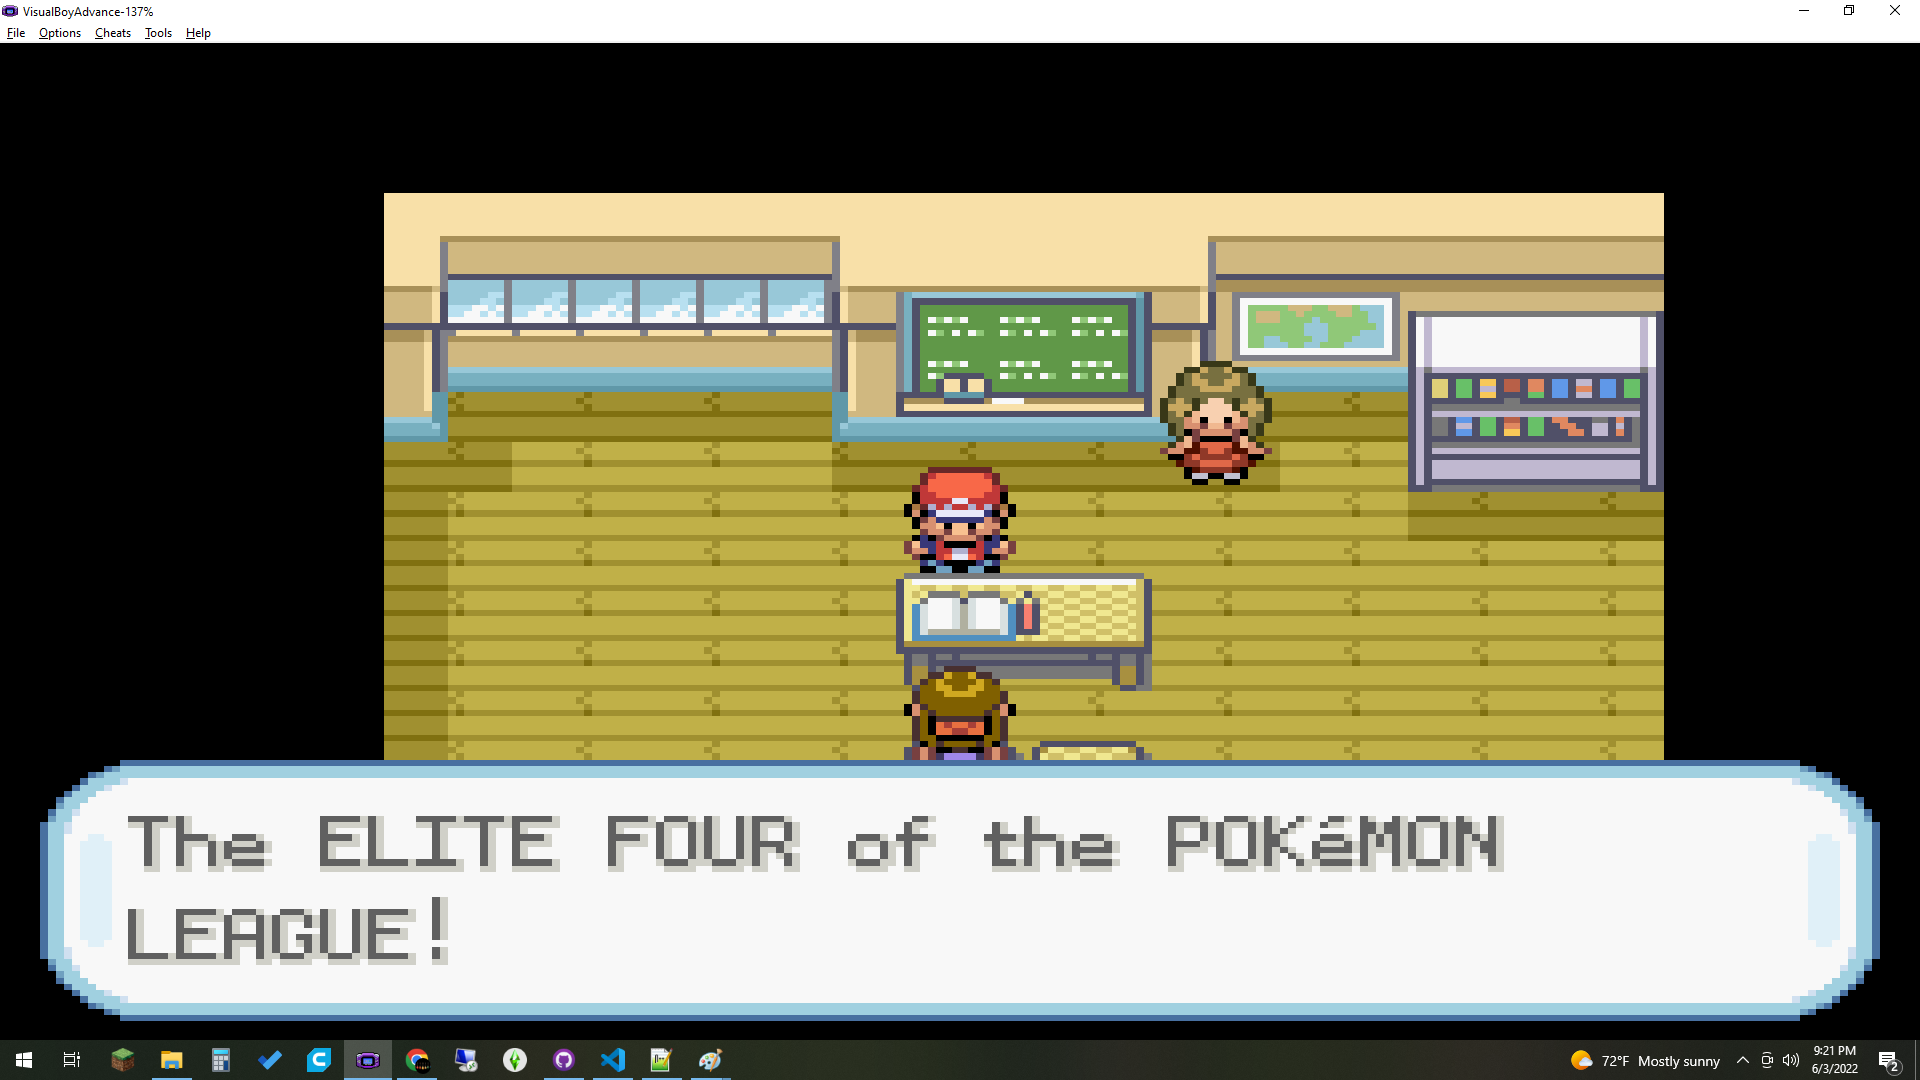 VisualBoyAdvance-137%
File Options Cheats Tools Help
The ELITE FOUR of the POKéMON
LEAGUE!
72°F Mostly sunny
9:21 PM
6/3/2022
2